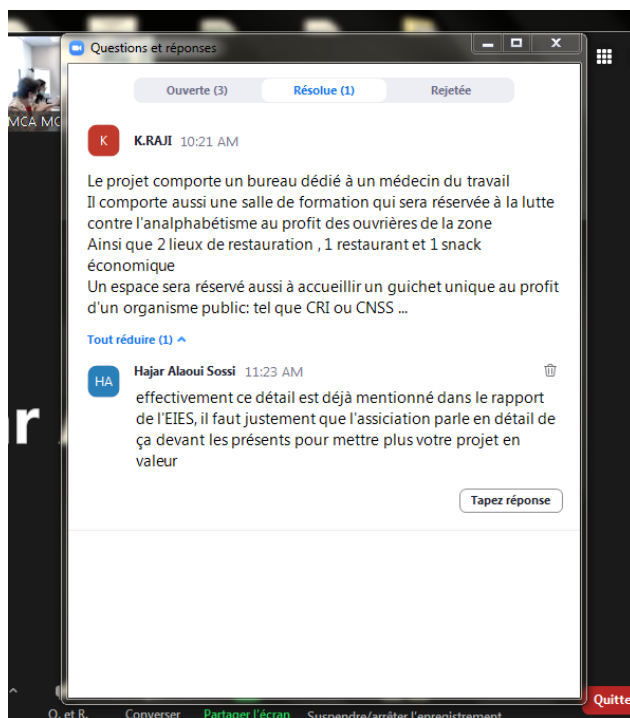 Questions et réponses
Ouverte (3)
Résolue (1)
Rejetée
MCA MC
K
K.RAJI 10:21 AM
Le projet comporte un bureau dédié à un médecin du travail
Il comporte aussi une salle de formation qui sera réservée à la lutte
contre l'analphabétisme au profit des ouvrières de la zone
Ainsi que 2 lieux de restauration , 1 restaurant et 1 snack
économique
Un espace sera réservé aussi à accueillir un guichet unique au profit
d'un organisme public: tel que CRI ou CNSS ...
Tout réduire (1)
HA
Hajar Alaoui Sossi 11:23 AM
effectivement ce détail est déjà mentionné dans le rapport
de l'EIES, il faut justement que l'assiciation parle en détail de
ça devant les présents pour mettre plus votre projet en
valeur
Tapez réponse
Q. et R.
Converser
Partager l'écran
Suspendre/arrêter l'enregistrement
Quitte